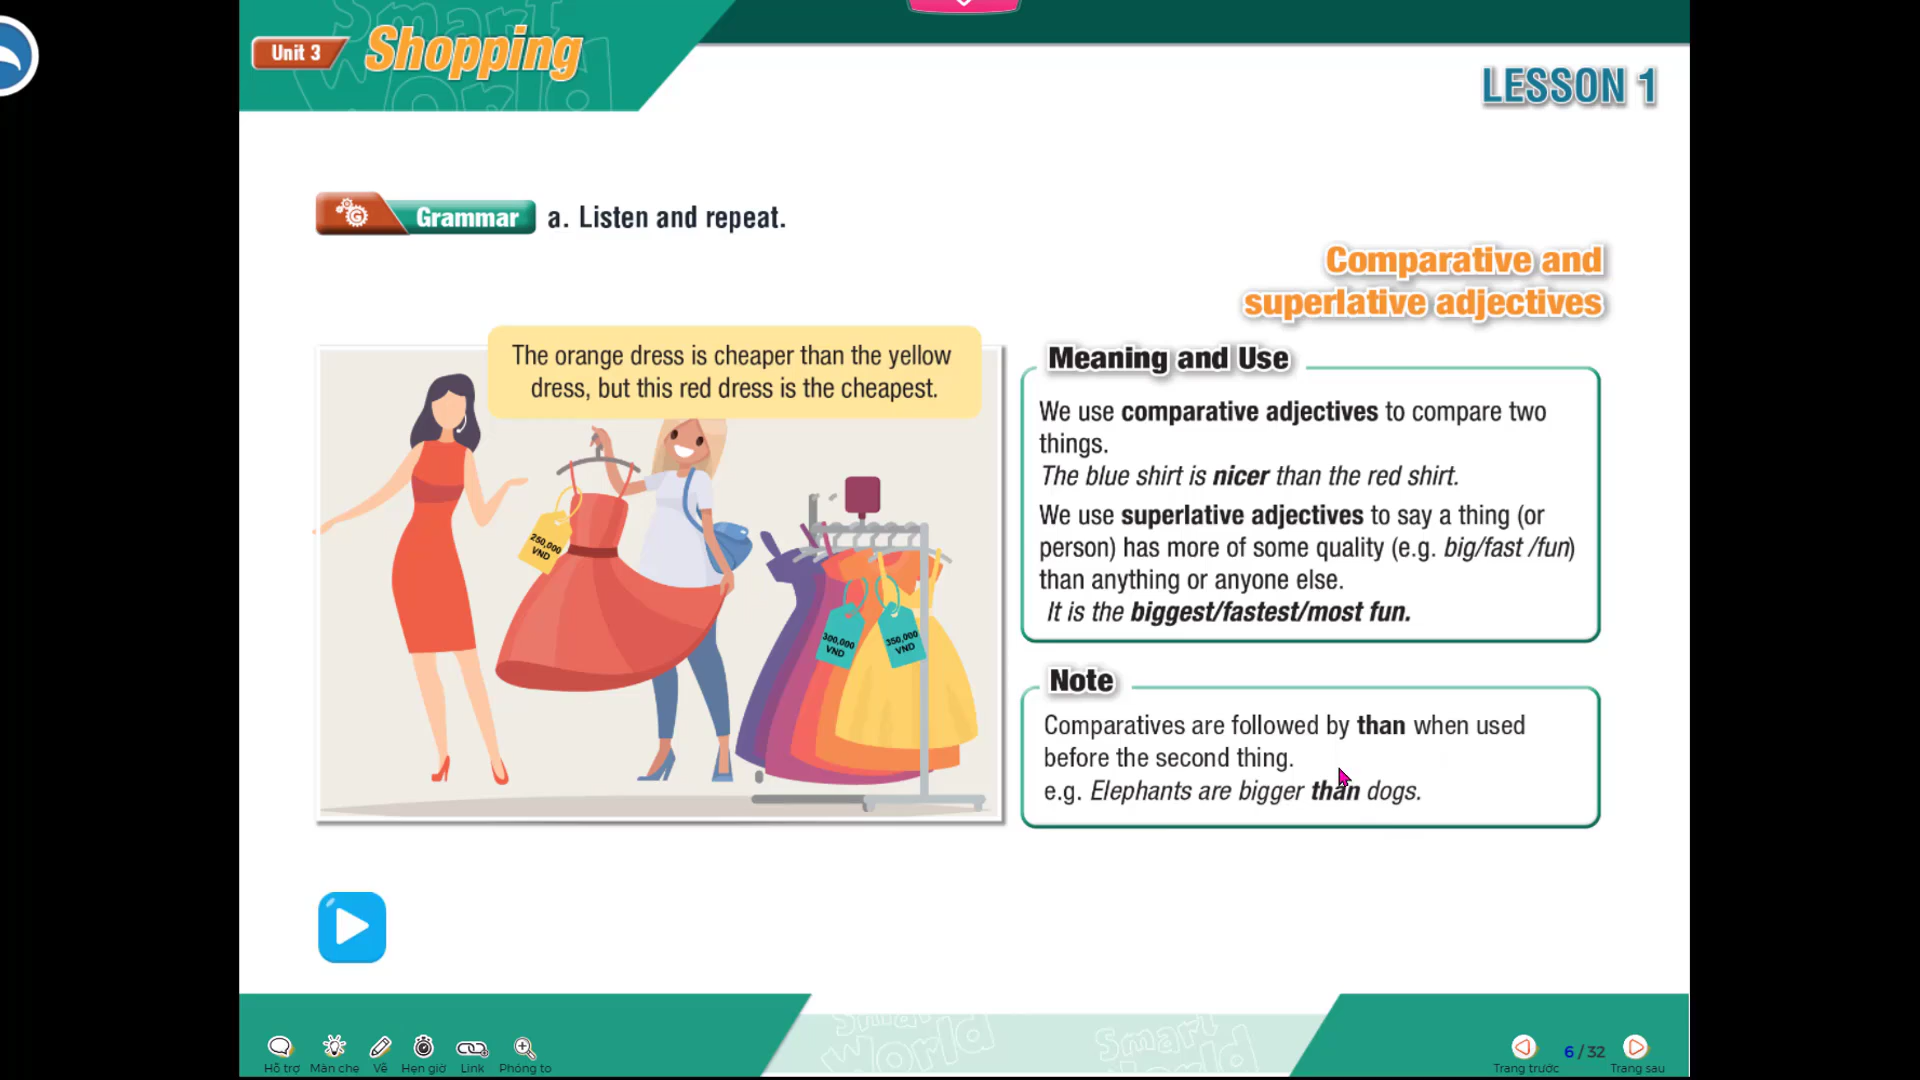 Unit 3
Shopping
LESSON 1
Grammar
a. Listen and repeat.
Comparative and
superlative adjectives
The orange dress is cheaper than the yellow
dress, but this red dress is the cheapest.
250,000
VND
300,000
VND
350,000
VND
Meaning and Use
We use comparative adjectives to compare two
things.
The blue shirt is nicer than the red shirt.
We use superlative adjectives to say a thing (or
person) has more of some quality (e.g. big/fast /fun)
than anything or anyone else.
It is the biggest/fastest/most fun.
Note
Comparatives are followed by than when used
before the second thing.
e.g. Elephants are bigger than dogs.
Smart
World
Smart
World
Smart
World
Hỗ trợ
Màn che
Vẽ
Hẹn giờ
Link
Phóng to
Trang trước
6 / 32
Trang sau